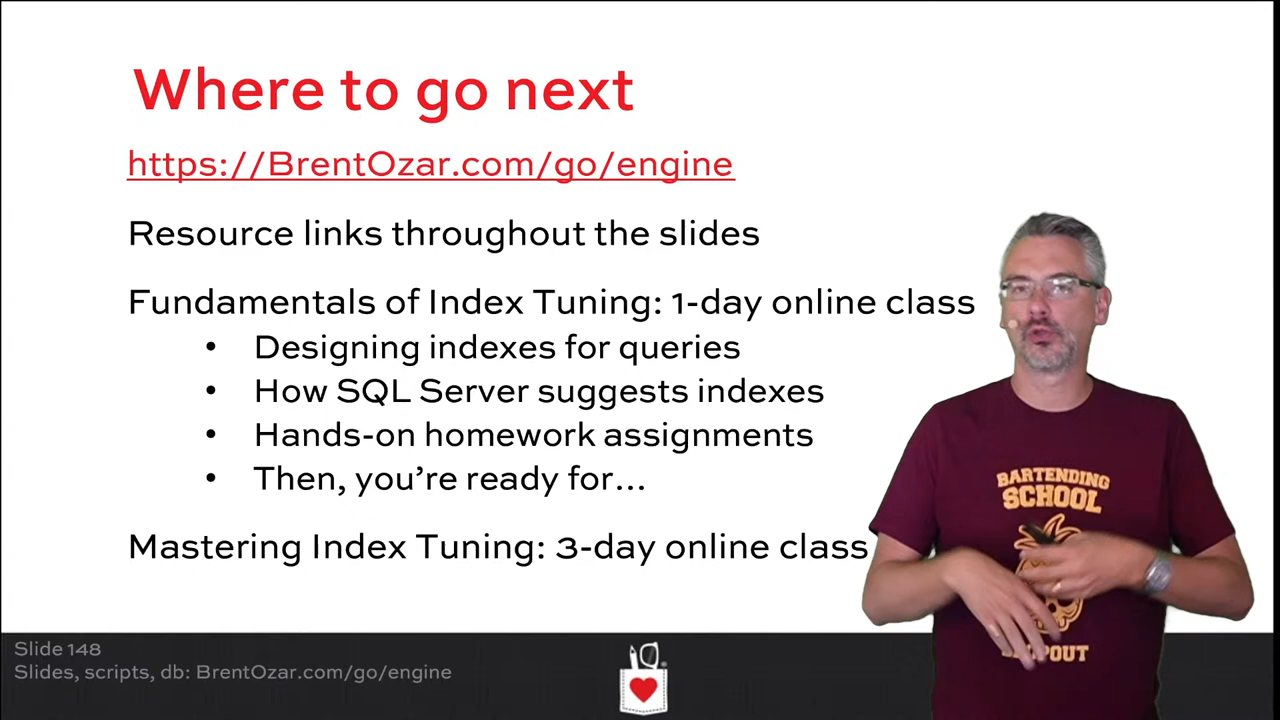 Where to go next
https://BrentOzar.com/go/engine
Resource links throughout the slides
Fundamentals of Index Tuning: 1-day online class
• Designing indexes for queries
• How SQL Server suggests indexes
• Hands-on homework assignments
• Then, you’re ready for...
Mastering Index Tuning: 3-day online class
BARTENDING
SCHOOL
Slide 148
Slides, scripts, db: BrentOzar.com/go/engine